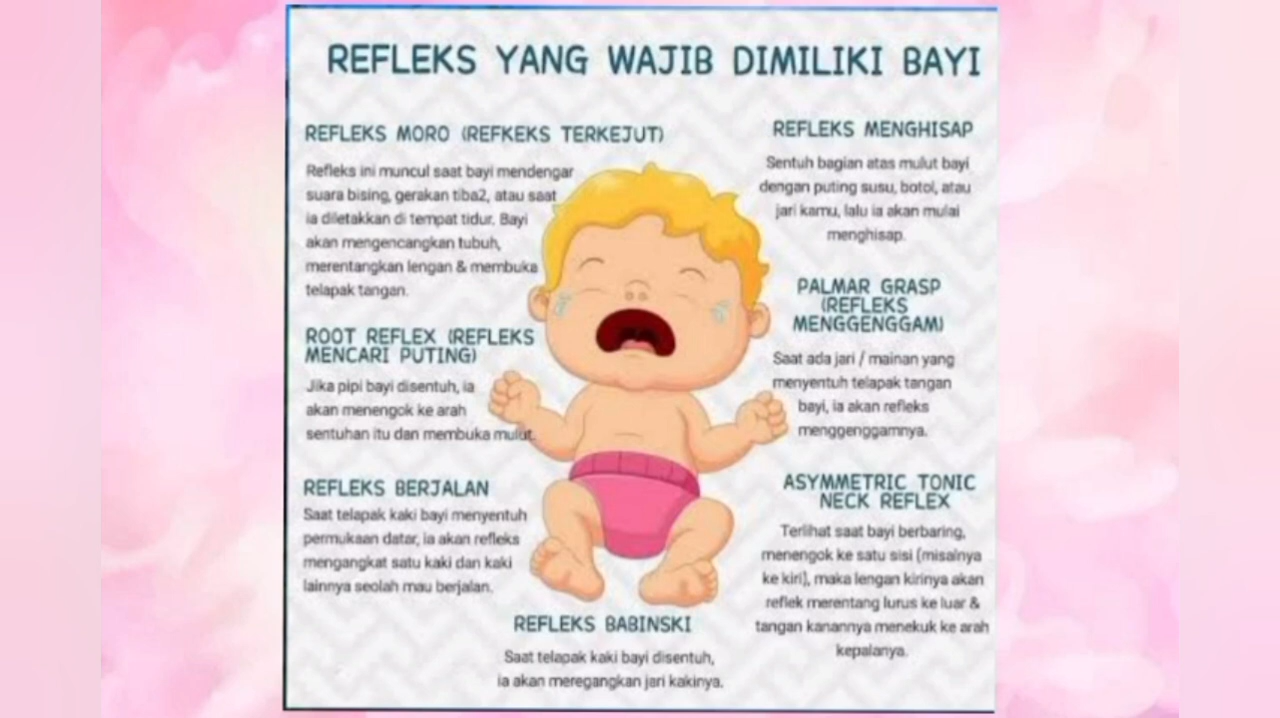 REFLEKS YANG WAJIB DIMILIKI BAYI
REFLEKS MORO (REFKEKS TERKEJUT)
Refleks ini muncul saat bayi mendengar
suara bising, gerakan tiba2, atau saat
ia diletakkan di tempat tidur. Bayi
akan mengencangkan tubuh,
merentangkan lengan & membuka
telapak tangan.
ROOT REFLEX (REFLEKS
MENCARI PUTING)
Jika pipi bayi disentuh, ia
akan menengok ke arah
sentuhan itu dan membuka mulut.
REFLEKS BERJALAN
Saat telapak kaki bayi menyentuh
permukaan datar, ia akan refleks
mengangkat satu kaki dan kaki
lainnya seolah mau berjalan.
REFLEKS MENGHISAP
Sentuh bagian atas mulut bayi
dengan puting susu, botol, atau
jari kamu, lalu ia akan mulai
menghisap.
PALMAR GRASP
(REFLEKS
MENGGENGGAM)
Saat ada jari / mainan yang
menyentuh telapak tangan
bayi, ia akan refleks
menggenggamnya.
ASYMMETRIC TONIC
NECK REFLEX
Terlihat saat bayi berbaring,
menengok ke satu sisi (misalnya
ke kiri), maka lengan kirinya akan
reflek merentang lurus ke luar &
tangan kanannya menekuk ke arah
kepalanya.
REFLEKS BABINSKI
Saat telapak kaki bayi disentuh,
ia akan meregangkan jari kakinya.